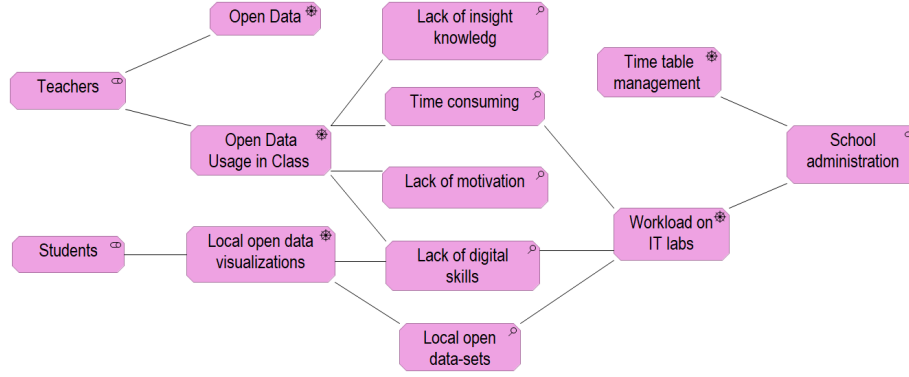 Open Data
Lack of insight
knowledg
Teachers
Time table
management
Time consuming
Open Data
Usage in Class
School
administration
Lack of motivation
Students
Local open data
visualizations
Workload on
IT labs
Lack of digital
skills
Local open
data-sets